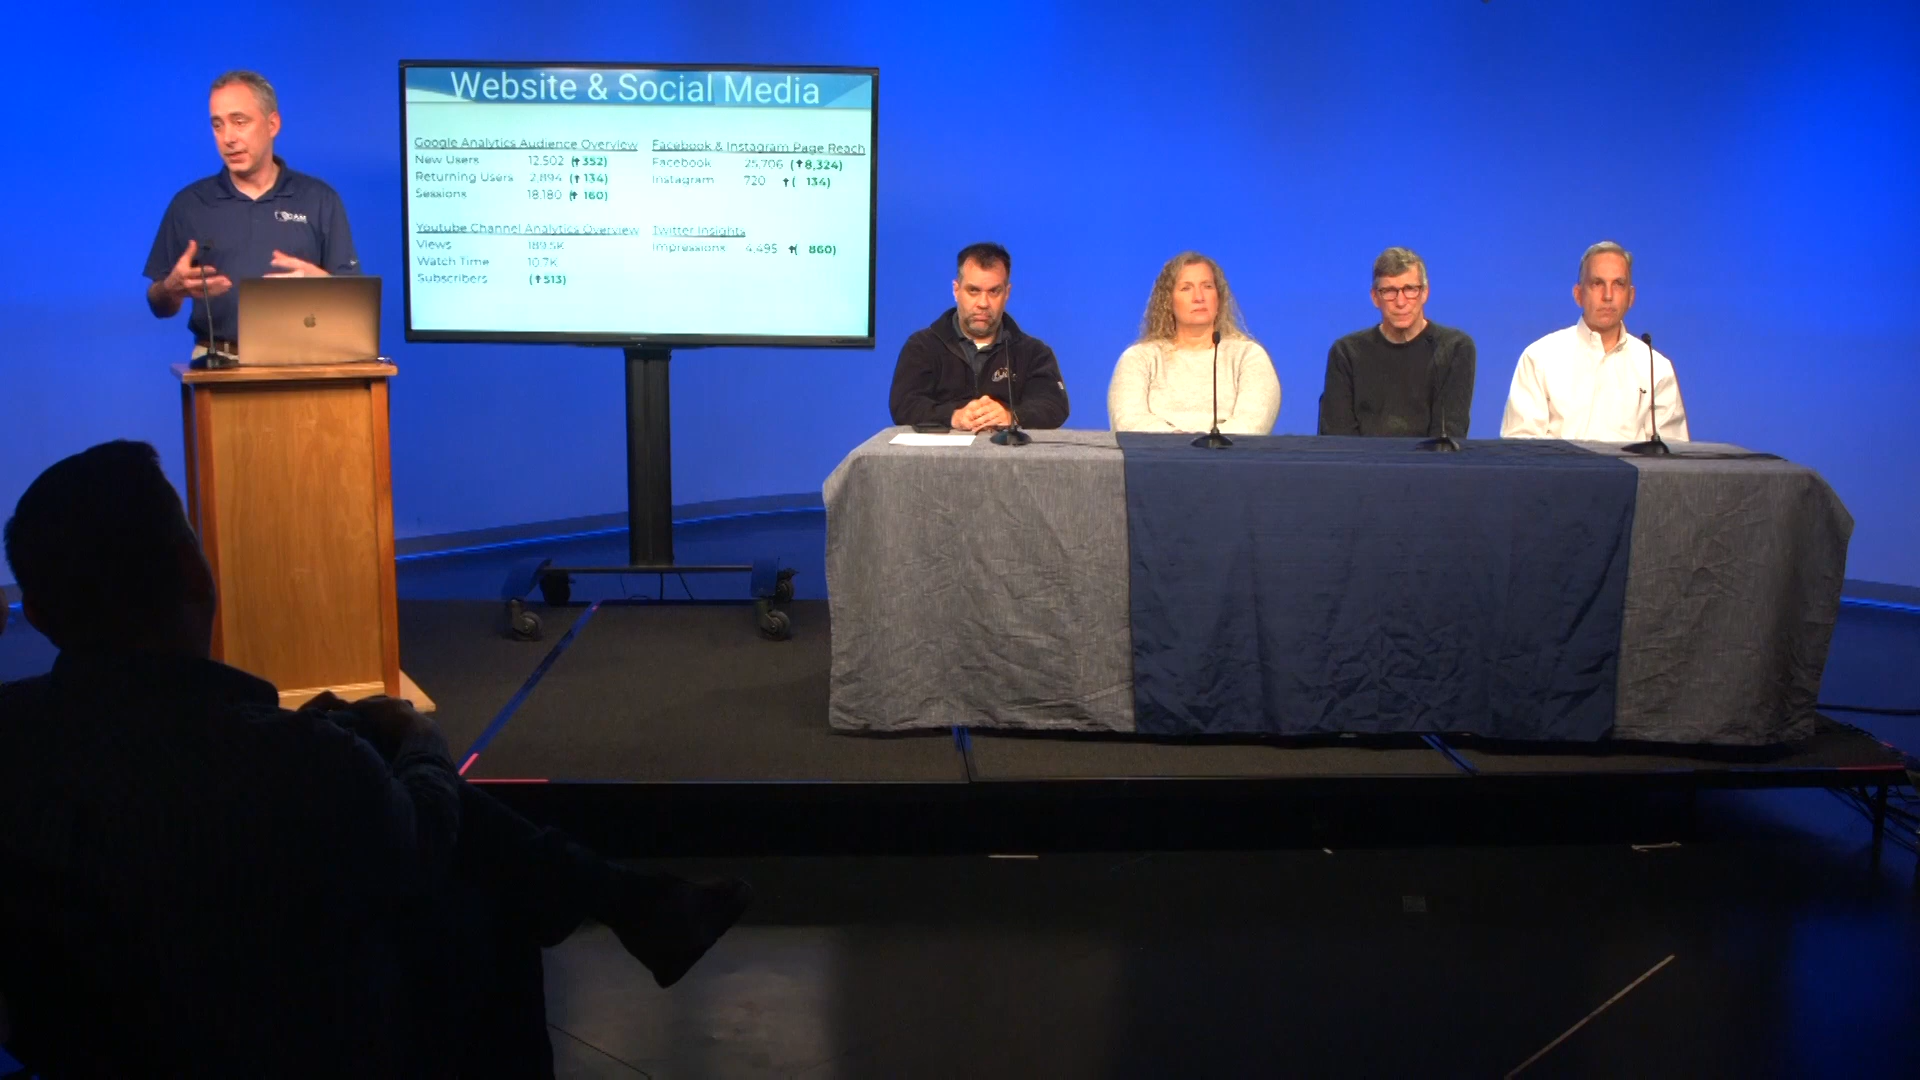 Website & Social Media
Google Analytics Audience Overview
New Users 12,502 (↑352)
Returning Users 2,894 (↑ 134)
Sessions 18,180 (↑ 160)
Youtube Channel Analytics Overview
Views 189.5K
Watch Time 10.7K
Subscribers (↑513)
Facebook & Instagram Page Reach
Facebook 25,706 (↑8,324)
Instagram 720 ↑( 134)
Twitter Insights
Impressions 4,495 ↑( 860)